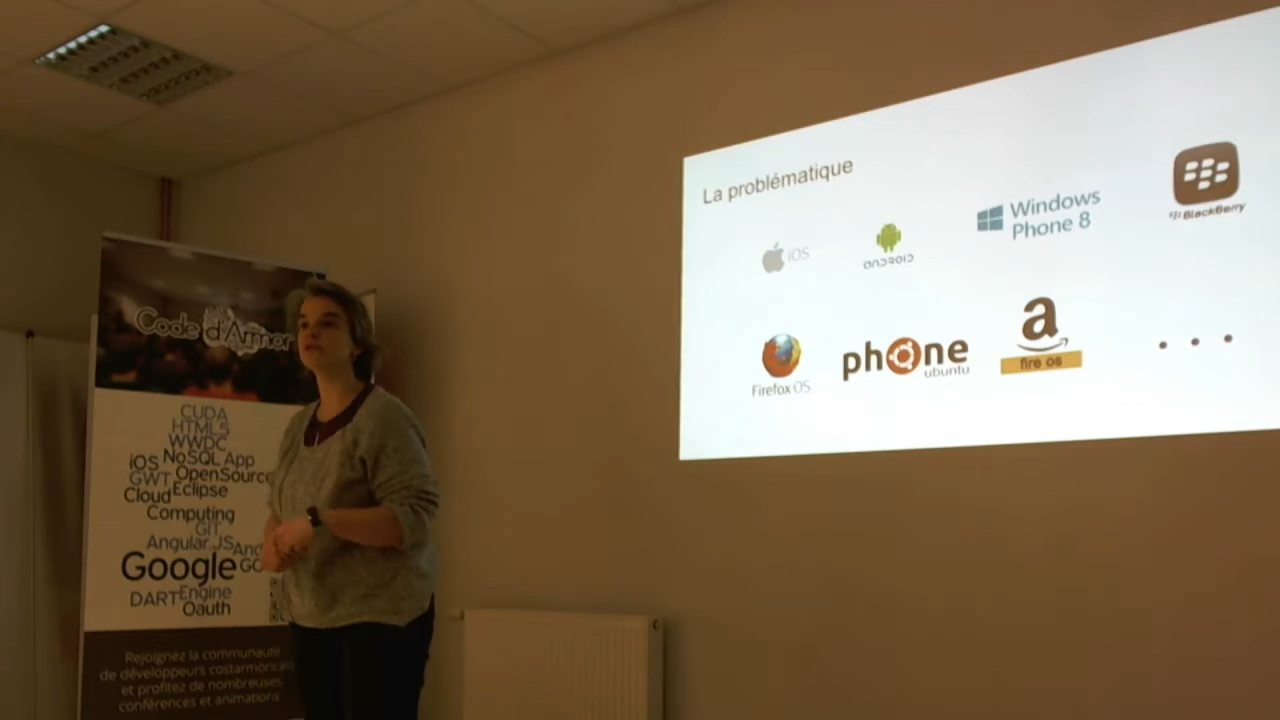 La problématique
iOS
android
Windows
Phone 8
BlackBerry
Firefox OS
phone
ubuntu
a
fire os
. . .
Code d'Armor
CUDA
HTML5
WWDC
iOS NoSQL App
GWT OpenSource
Cloud Eclipse
Computing
GIT
Angular.JS
Google
DART Engine
Oauth
Rejoignez la communauté
de développeurs costarmoricains
et profitez de nombreuses
conférences et animations